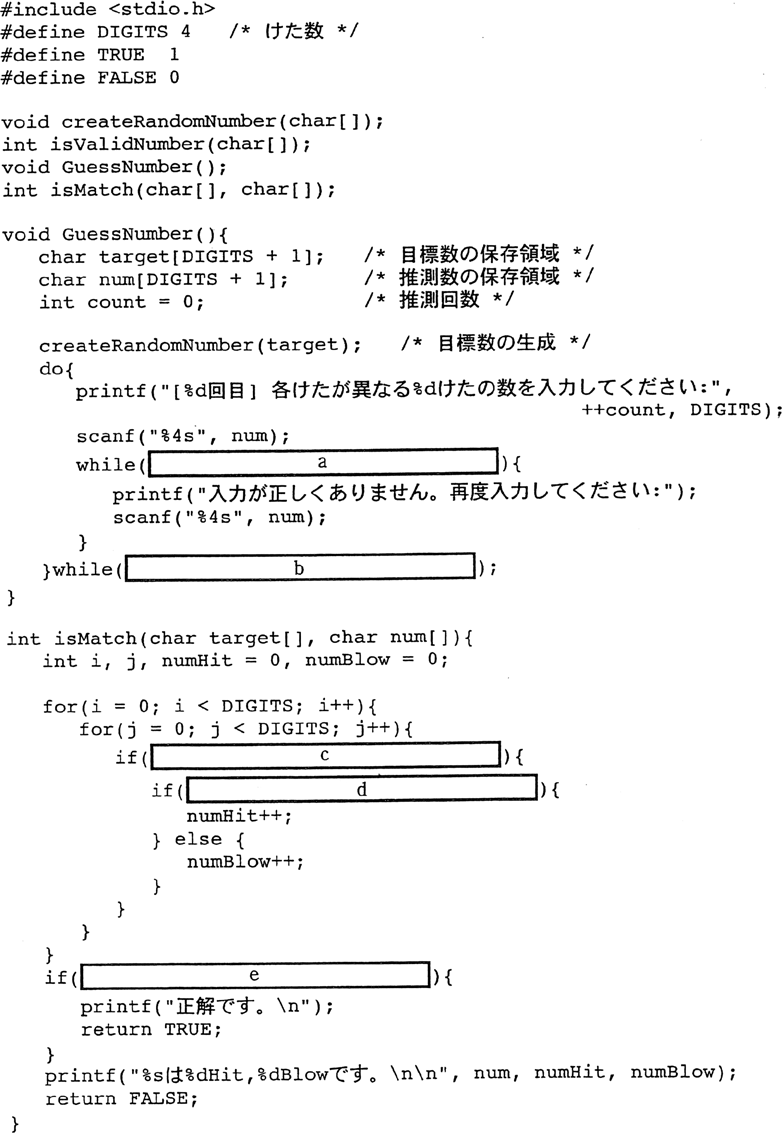 #include <stdio.h>
#define DIGITS 4   /* けた数 */
#define TRUE  1
#define FALSE 0
void createRandomNumber(char[]);
int isValidNumber(char[]);
void GuessNumber();
int isMatch(char[], char[]);
void GuessNumber(){
char target[DIGITS + 1];   /* 目標数の保存領域 */
char num[DIGITS + 1];      /* 推測数の保存領域 */
int count = 0;             /* 推測回数 */
createRandomNumber(target);   /* 目標数の生成 */
do{
printf("[%d回目] 各けたが異なる%dけたの数を入力してください:",
++count, DIGITS);
scanf("%4s", num);
while( a ){
printf("入力が正しくありません。再度入力してください:");
scanf("%4s", num);
}
}while( b );
}
int isMatch(char target[], char num[]){
int i, j, numHit = 0, numBlow = 0;
for(i = 0; i < DIGITS; i++){
for(j = 0; j < DIGITS; j++){
if( c ){
if( d ){
numHit++;
} else {
numBlow++;
}
}
}
}
if( e ){
printf("正解です。\n");
return TRUE;
}
printf("%sは%dHit,%dBlowです。\n\n", num, numHit, numBlow);
return FALSE;
}